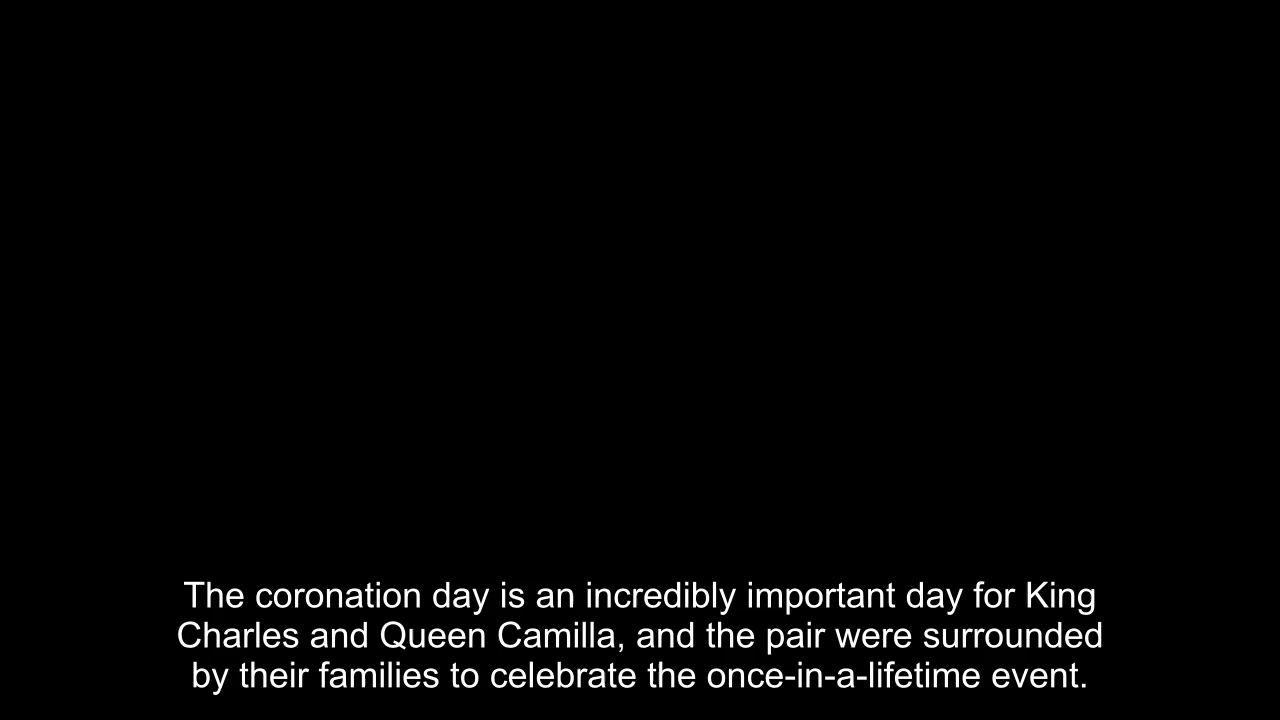 The coronation day is an incredibly important day for King
Charles and Queen Camilla, and the pair were surrounded
by their families to celebrate the once-in-a-lifetime event.